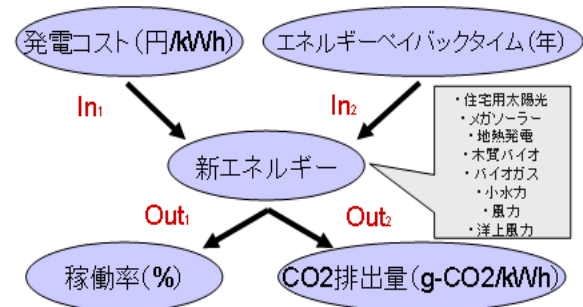 発電コスト(円/kWh)
エネルギーペイバックタイム(年)
In1
In2
・住宅用太陽光
・メガソーラー
・地熱発電
・木質バイオ
・バイオガス
・小水力
・風力
・洋上風力
新エネルギー
Out1
Out2
稼働率(%)
CO2排出量(g-CO2/kWh)